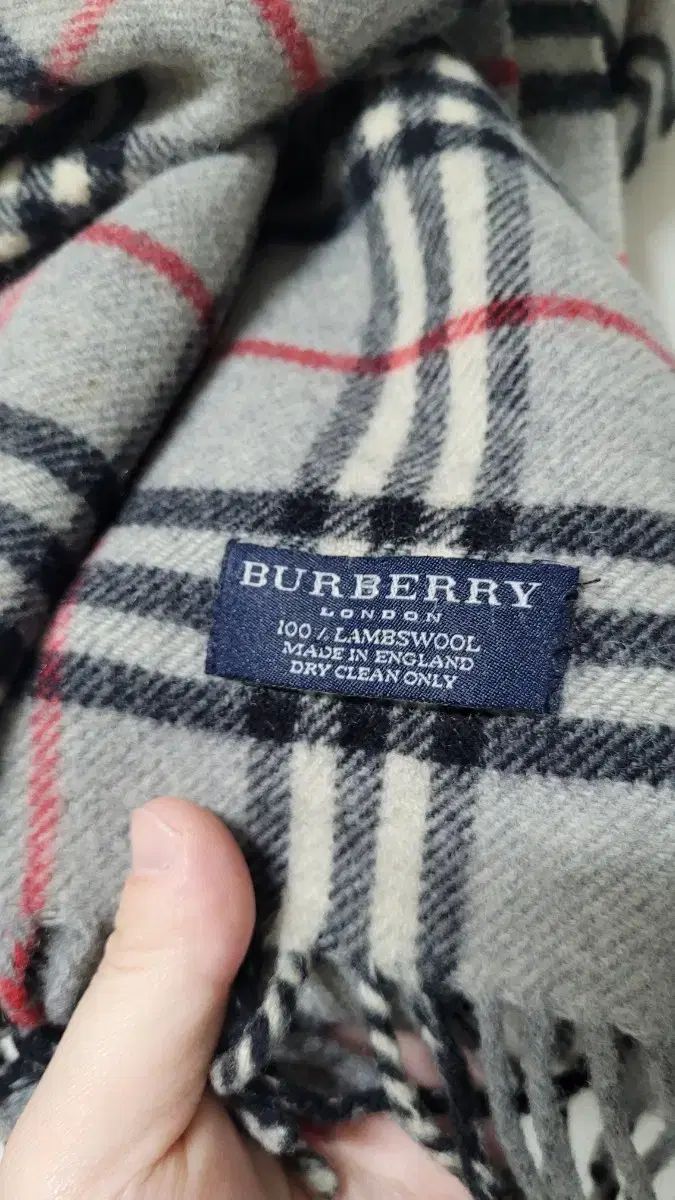 BURBERRY
LONDON
100% LAMBSWOOL
MADE IN ENGLAND
DRY CLEAN ONLY